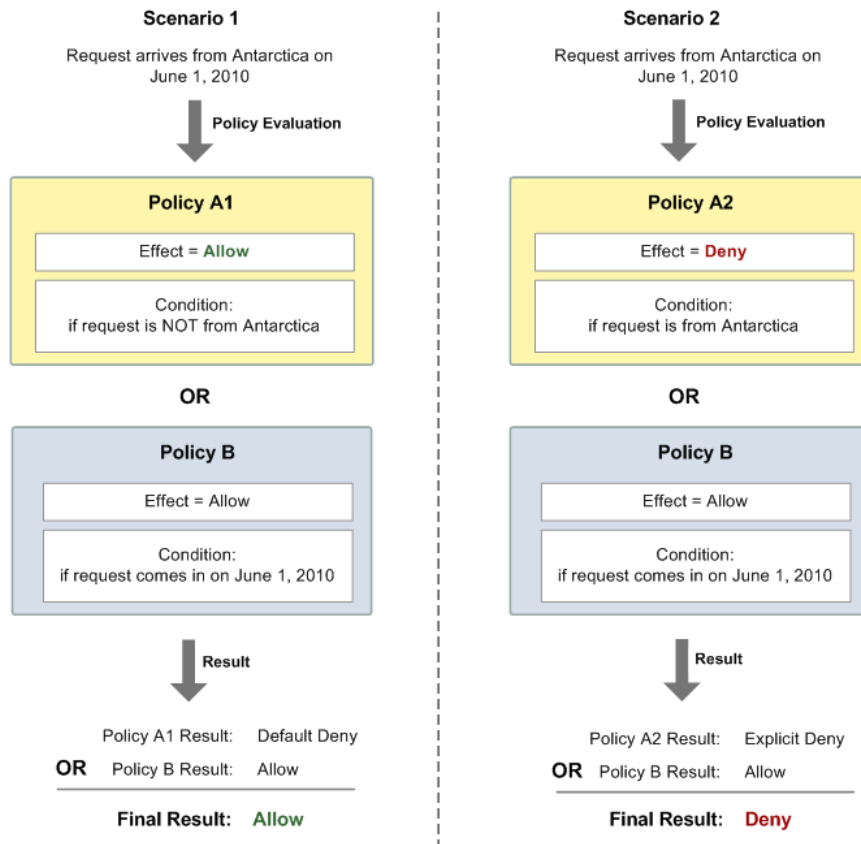 Scenario 1
Request arrives from Antarctica on
June 1, 2010
Policy Evaluation
Policy A1
Effect = Allow
Condition:
if request is NOT from Antarctica
OR
Policy B
Effect = Allow
Condition:
if request comes in on June 1, 2010
Result
Policy A1 Result: Default Deny
OR Policy B Result: Allow
Final Result: Allow
Scenario 2
Request arrives from Antarctica on
June 1, 2010
Policy Evaluation
Policy A2
Effect = Deny
Condition:
if request is from Antarctica
OR
Policy B
Effect = Allow
Condition:
if request comes in on June 1, 2010
Result
Policy A2 Result: Explicit Deny
OR Policy B Result: Allow
Final Result: Deny